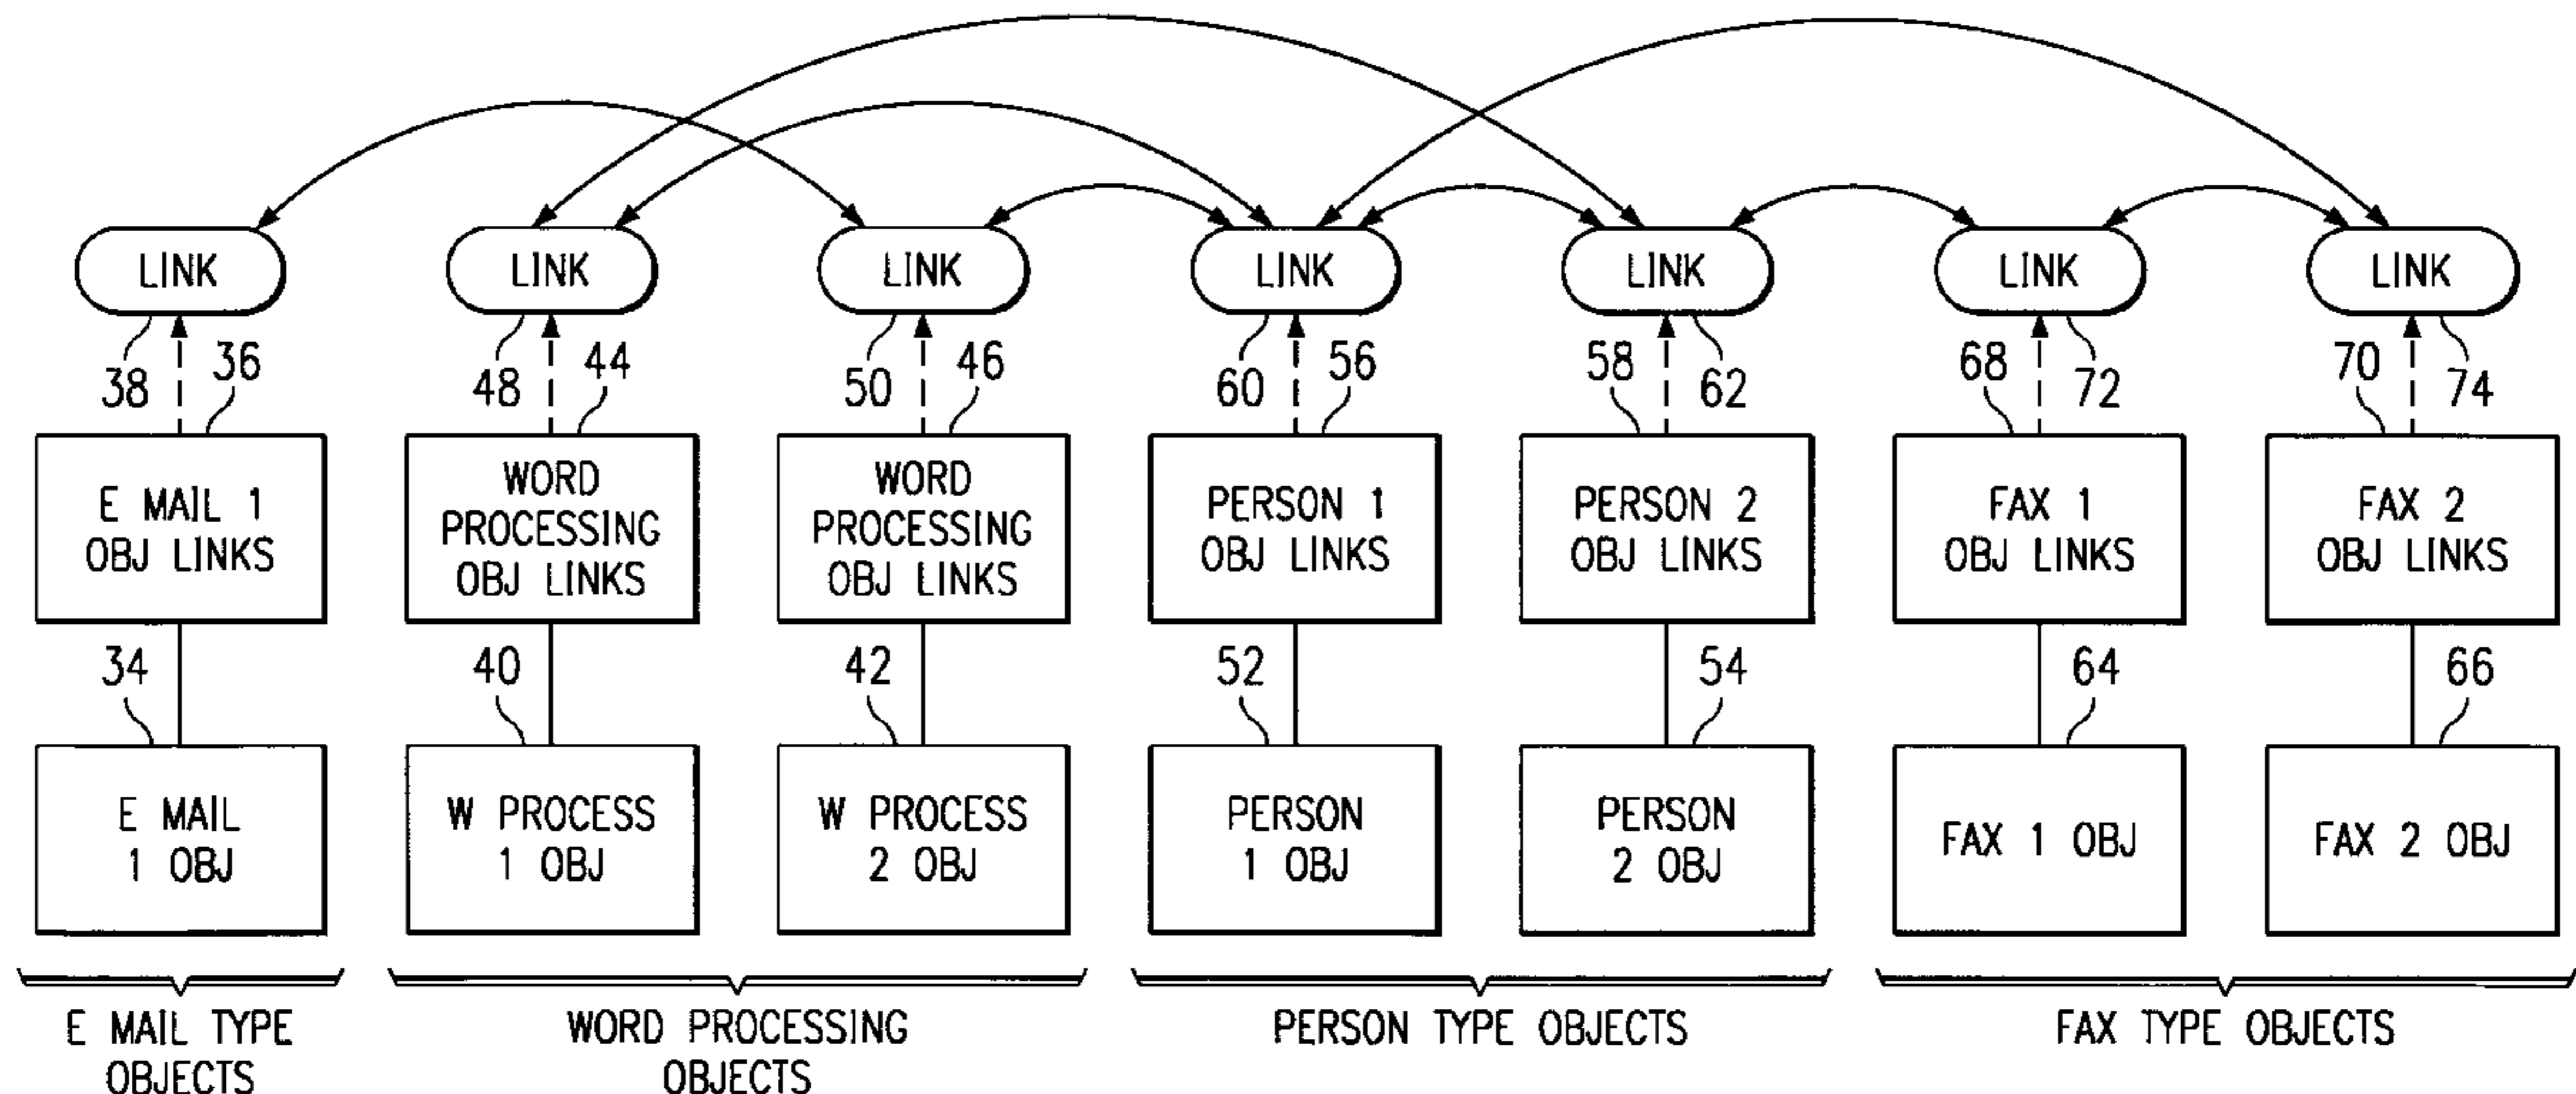 LINK LINK LINK LINK LINK LINK LINK
38 36 48 44 50 46 60 56 58 62 68 72 70 74
E MAIL 1
OBJ LINKS
WORD
PROCESSING
OBJ LINKS
WORD
PROCESSING
OBJ LINKS
PERSON 1
OBJ LINKS
PERSON 2
OBJ LINKS
FAX 1
OBJ LINKS
FAX 2
OBJ LINKS
34 40 42 52 54 64 66
E MAIL
1 OBJ
W PROCESS
1 OBJ
W PROCESS
2 OBJ
PERSON
1 OBJ
PERSON
2 OBJ
FAX 1 OBJ
FAX 2 OBJ
E MAIL TYPE
OBJECTS
WORD PROCESSING
OBJECTS
PERSON TYPE OBJECTS
FAX TYPE OBJECTS